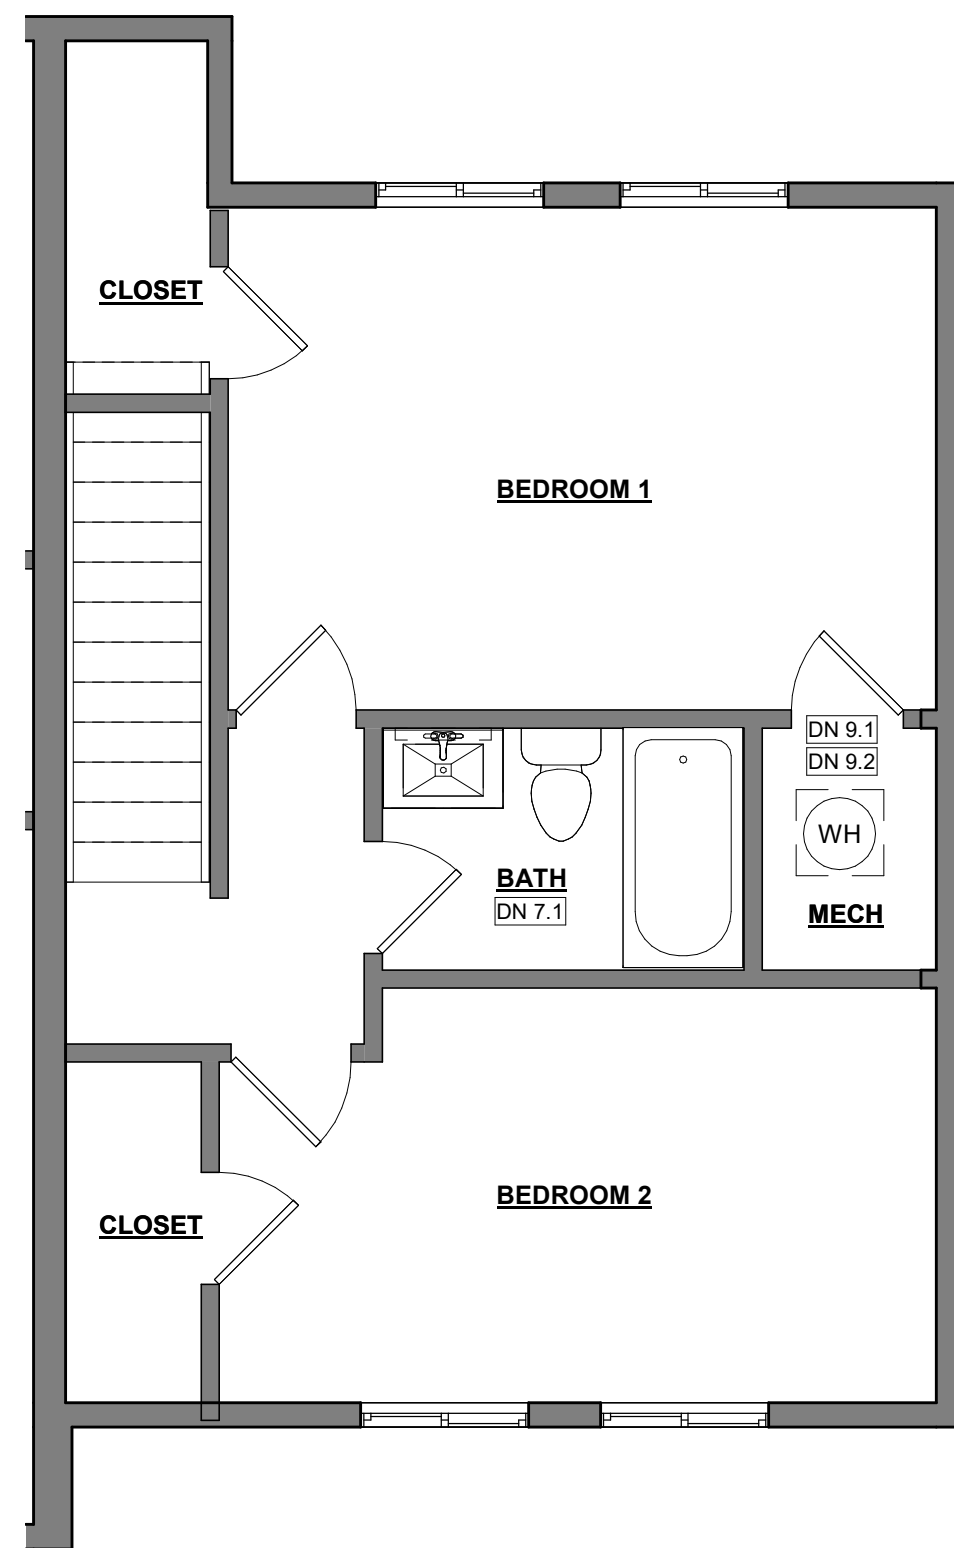 CLOSET
BEDROOM 1
DN 9.1
DN 9.2
WH
BATH
DN 7.1
MECH
BEDROOM 2
CLOSET